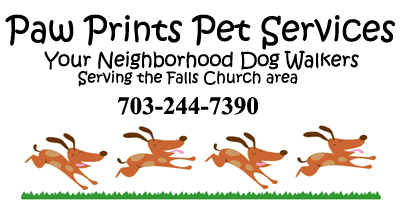 Paw Prints Pet Services
Your Neighborhood Dog Walkers
Serving the Falls Church area
703-244-7390